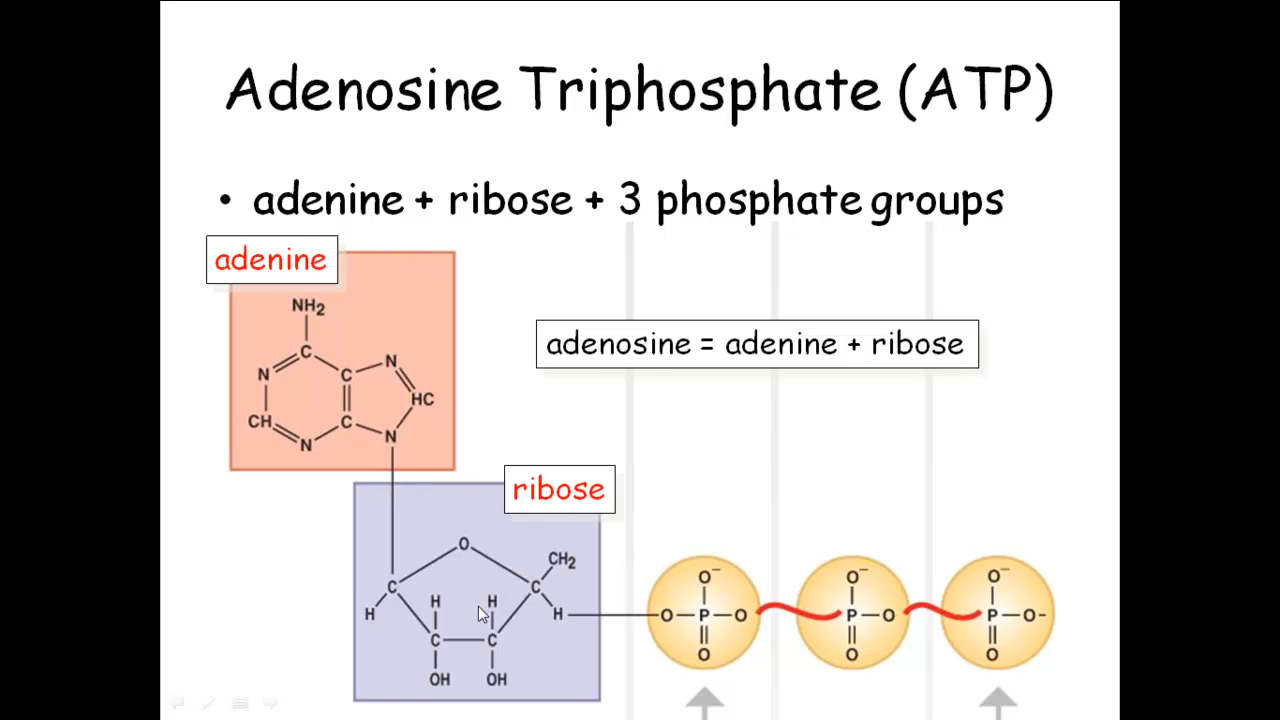 Adenosine Triphosphate (ATP)
• adenine + ribose + 3 phosphate groups
adenine
NH2
C
N
N
C
HC
CH
C
N
N
adenosine = adenine + ribose
ribose
O
CH2
C
C
H
H
H
H
C
C
OH
OH
O⁻
O⁻
O⁻
O—P—O
P—O
P—O-
O
O
O